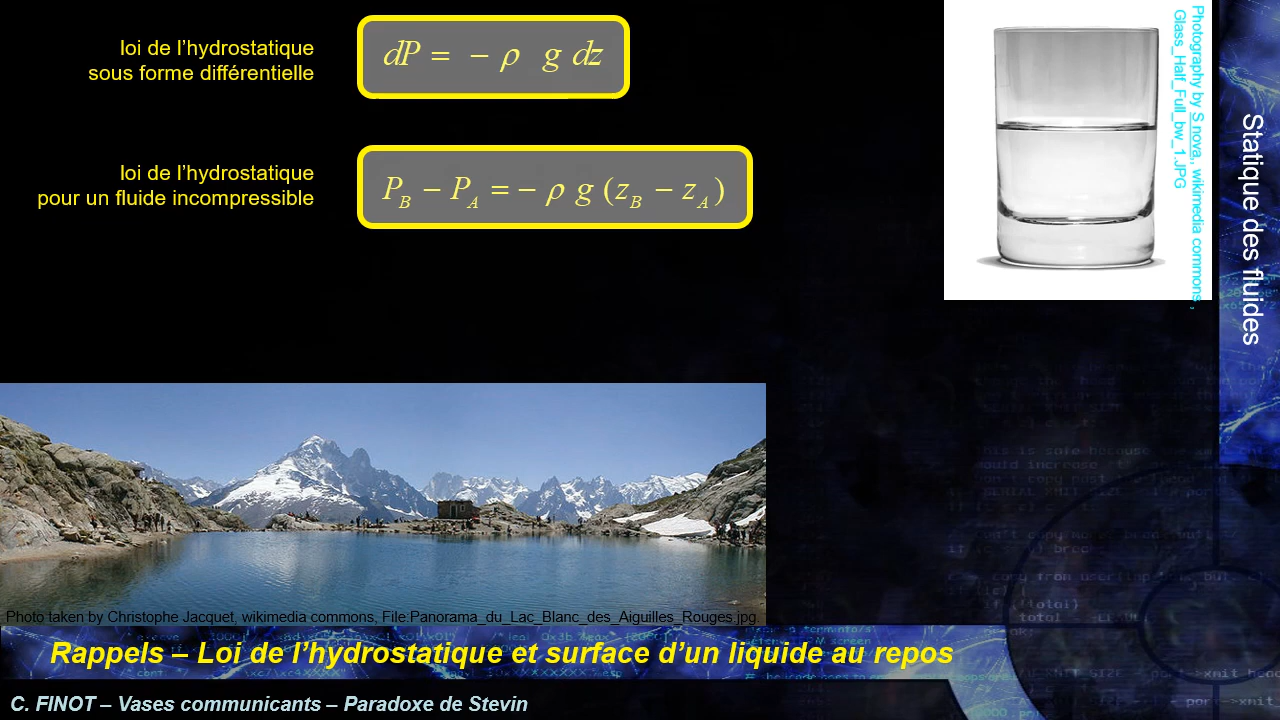 loi de l’hydrostatique
sous forme différentielle
dP = − ρ g dz
loi de l’hydrostatique
pour un fluide incompressible
P_B − P_A = − ρ g (z_B − z_A)
Photography by S nova,, wikimedia commons ,
Glass_Half_Full_bw_1.JPG
Statique des fluides
Photo taken by Christophe Jacquet, wikimedia commons, File:Panorama_du_Lac_Blanc_des_Aiguilles_Rouges.jpg.
Rappels – Loi de l’hydrostatique et surface d’un liquide au repos
C. FINOT – Vases communicants – Paradoxe de Stevin